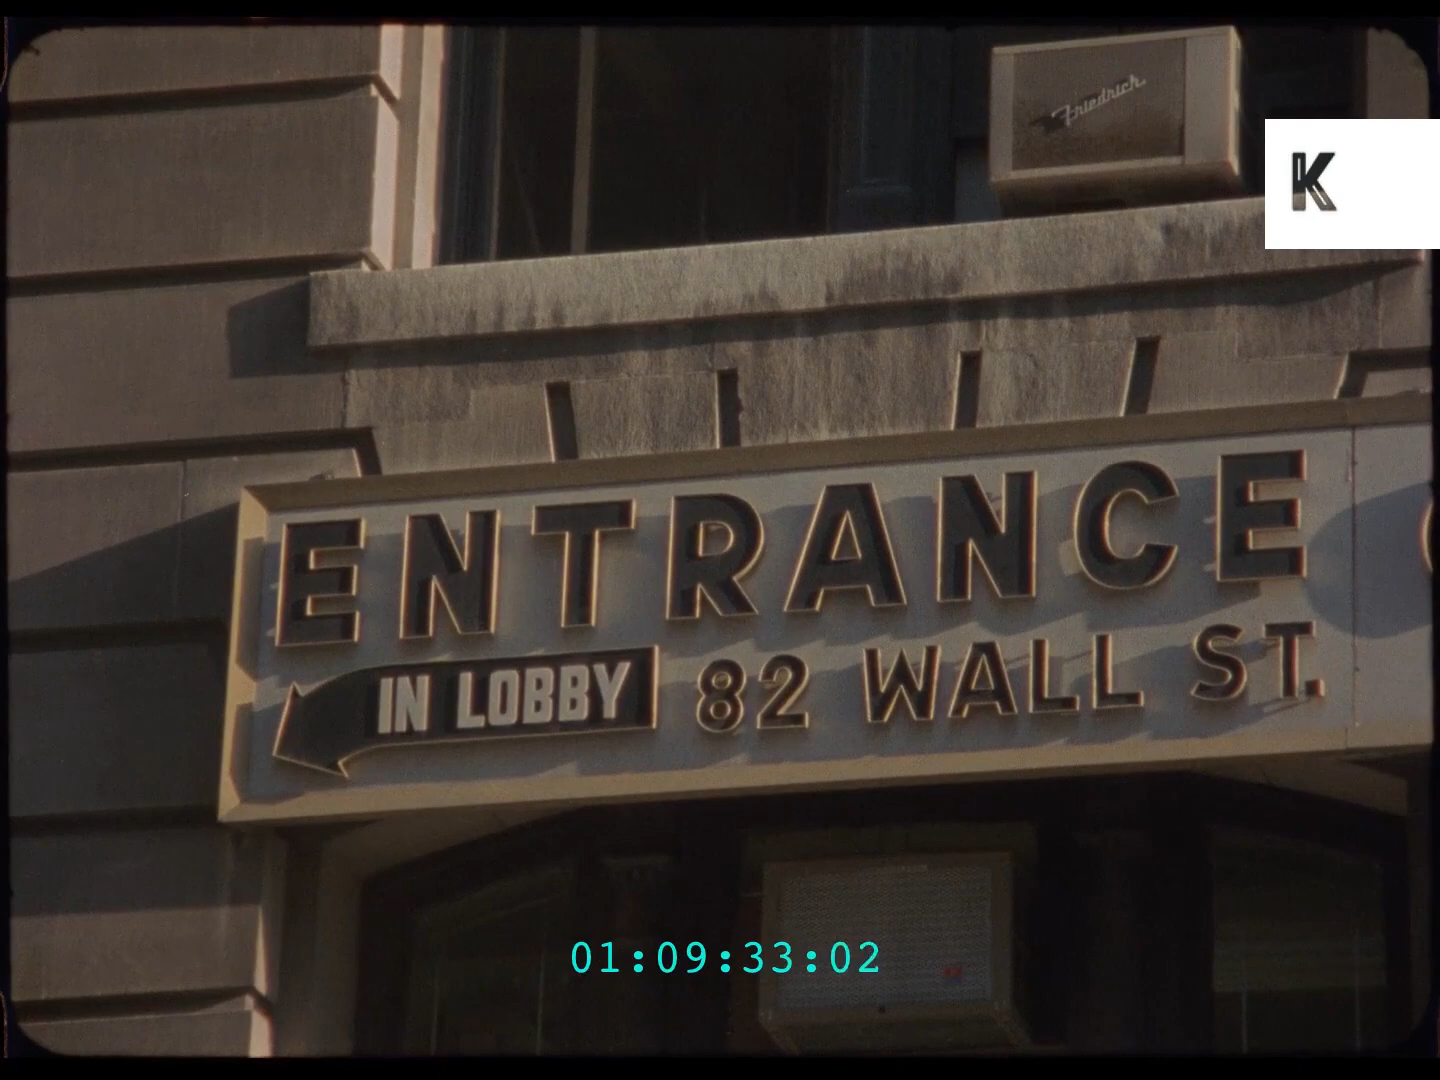 Friedrich
K
ENTRANCE
IN LOBBY 82 WALL ST.
01:09:33:02